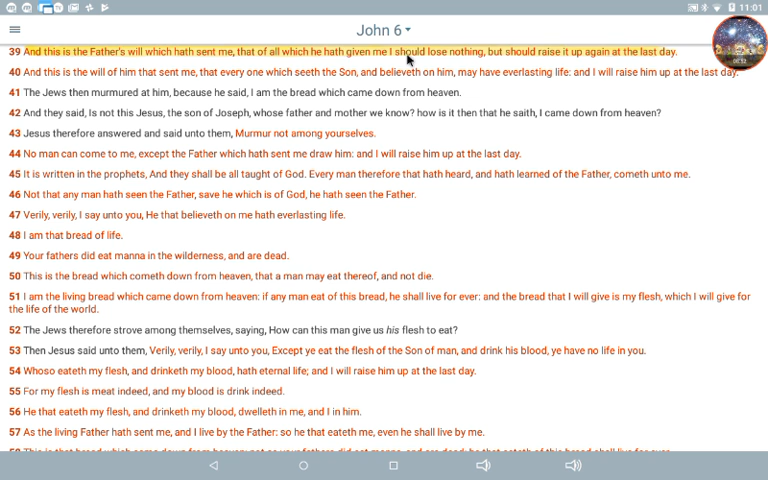 11:01
John 6
39 And this is the Father's will which hath sent me, that of all which he hath given me I should lose nothing, but should raise it up again at the last day.
40 And this is the will of him that sent me, that every one which seeth the Son, and believeth on him, may have everlasting life: and I will raise him up at the last day.
41 The Jews then murmured at him, because he said, I am the bread which came down from heaven.
42 And they said, Is not this Jesus, the son of Joseph, whose father and mother we know? how is it then that he saith, I came down from heaven?
43 Jesus therefore answered and said unto them, Murmur not among yourselves.
44 No man can come to me, except the Father which hath sent me draw him: and I will raise him up at the last day.
45 It is written in the prophets, And they shall be all taught of God. Every man therefore that hath heard, and hath learned of the Father, cometh unto me.
46 Not that any man hath seen the Father, save he which is of God, he hath seen the Father.
47 Verily, verily, I say unto you, He that believeth on me hath everlasting life.
48 I am that bread of life.
49 Your fathers did eat manna in the wilderness, and are dead.
50 This is the bread which cometh down from heaven, that a man may eat thereof, and not die.
51 I am the living bread which came down from heaven: if any man eat of this bread, he shall live for ever: and the bread that I will give is my flesh, which I will give for
the life of the world.
52 The Jews therefore strove among themselves, saying, How can this man give us his flesh to eat?
53 Then Jesus said unto them, Verily, verily, I say unto you, Except ye eat the flesh of the Son of man, and drink his blood, ye have no life in you.
54 Whoso eateth my flesh, and drinketh my blood, hath eternal life; and I will raise him up at the last day.
55 For my flesh is meat indeed, and my blood is drink indeed.
56 He that eateth my flesh, and drinketh my blood, dwelleth in me, and I in him.
57 As the living Father hath sent me, and I live by the Father: so he that eateth me, even he shall live by me.